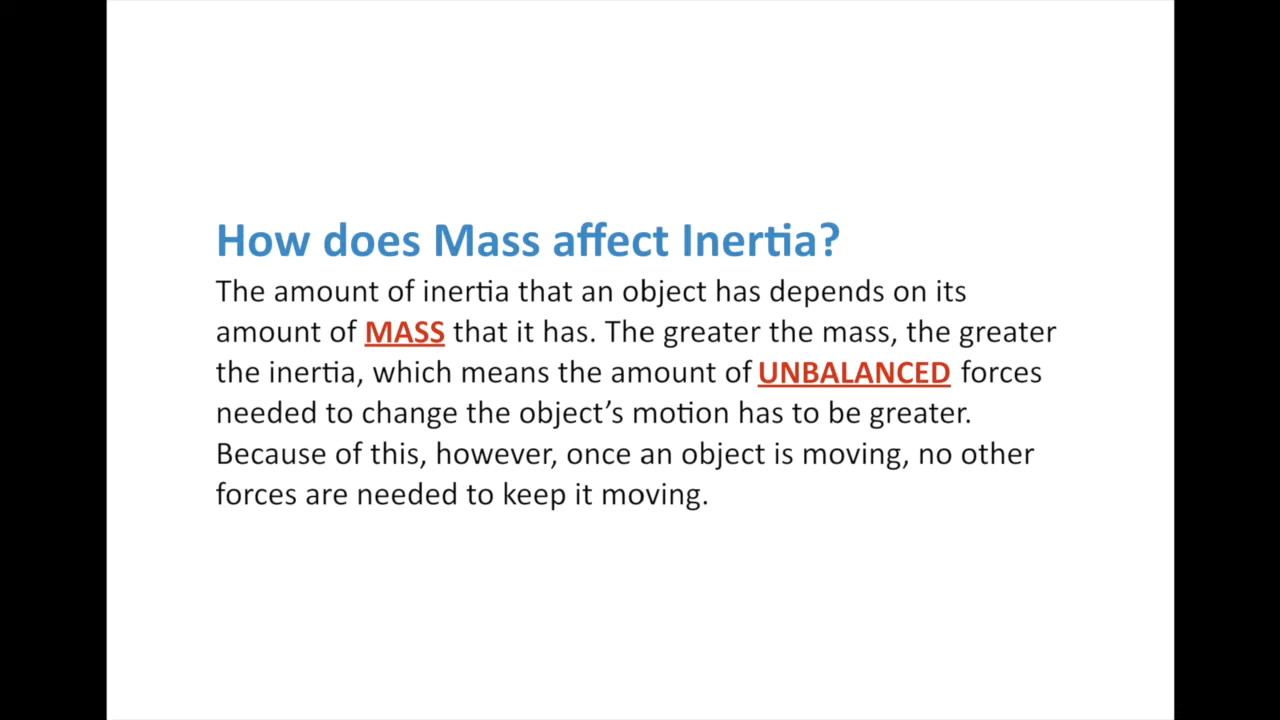 How does Mass affect Inertia?
The amount of inertia that an object has depends on its
amount of MASS that it has. The greater the mass, the greater
the inertia, which means the amount of UNBALANCED forces
needed to change the object’s motion has to be greater.
Because of this, however, once an object is moving, no other
forces are needed to keep it moving.